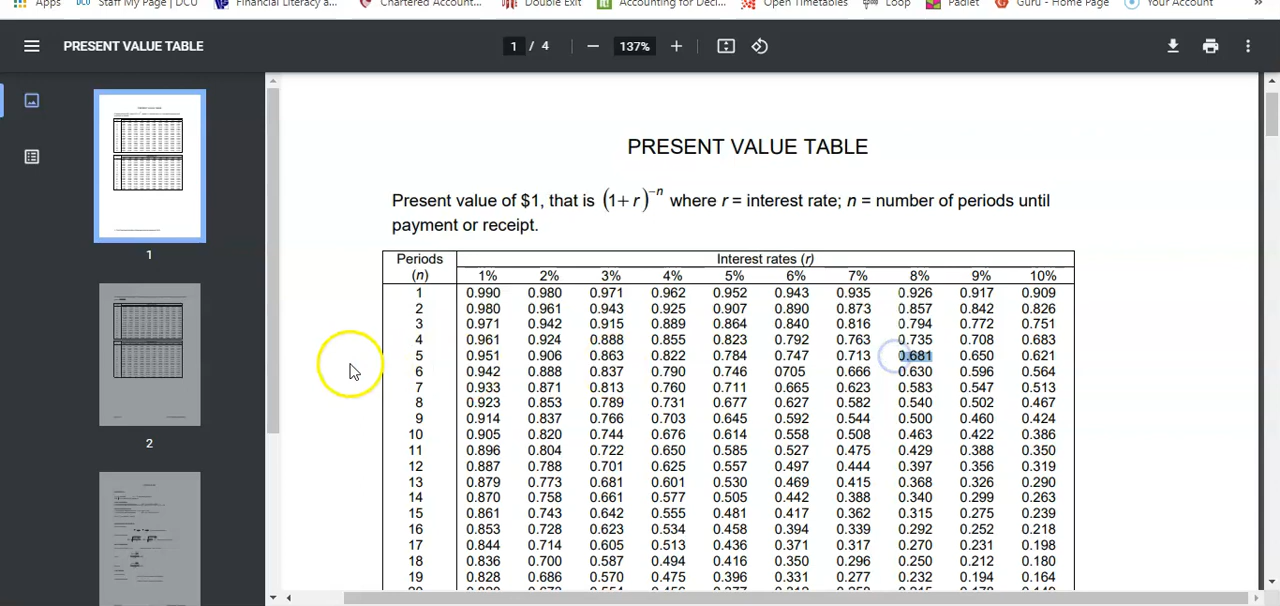 Apps DCU Staff My Page | DCU Financial Literacy a... Chartered Account... Double Exit Accounting for Deci... Open Timetables Loop Padlet Guru - Home Page Your Account »
PRESENT VALUE TABLE 1 / 4 − 137% +
PRESENT VALUE TABLE
Present value of $1, that is (1+ r)⁻ⁿ where r = interest rate; n = number of periods until
payment or receipt.
Periods Interest rates (r)
(n) 1% 2% 3% 4% 5% 6% 7% 8% 9% 10%
1 0.990 0.980 0.971 0.962 0.952 0.943 0.935 0.926 0.917 0.909
2 0.980 0.961 0.943 0.925 0.907 0.890 0.873 0.857 0.842 0.826
3 0.971 0.942 0.915 0.889 0.864 0.840 0.816 0.794 0.772 0.751
4 0.961 0.924 0.888 0.855 0.823 0.792 0.763 0.735 0.708 0.683
5 0.951 0.906 0.863 0.822 0.784 0.747 0.713 0.681 0.650 0.621
6 0.942 0.888 0.837 0.790 0.746 0705 0.666 0.630 0.596 0.564
7 0.933 0.871 0.813 0.760 0.711 0.665 0.623 0.583 0.547 0.513
8 0.923 0.853 0.789 0.731 0.677 0.627 0.582 0.540 0.502 0.467
9 0.914 0.837 0.766 0.703 0.645 0.592 0.544 0.500 0.460 0.424
10 0.905 0.820 0.744 0.676 0.614 0.558 0.508 0.463 0.422 0.386
11 0.896 0.804 0.722 0.650 0.585 0.527 0.475 0.429 0.388 0.350
12 0.887 0.788 0.701 0.625 0.557 0.497 0.444 0.397 0.356 0.319
13 0.879 0.773 0.681 0.601 0.530 0.469 0.415 0.368 0.326 0.290
14 0.870 0.758 0.661 0.577 0.505 0.442 0.388 0.340 0.299 0.263
15 0.861 0.743 0.642 0.555 0.481 0.417 0.362 0.315 0.275 0.239
16 0.853 0.728 0.623 0.534 0.458 0.394 0.339 0.292 0.252 0.218
17 0.844 0.714 0.605 0.513 0.436 0.371 0.317 0.270 0.231 0.198
18 0.836 0.700 0.587 0.494 0.416 0.350 0.296 0.250 0.212 0.180
19 0.828 0.686 0.570 0.475 0.396 0.331 0.277 0.232 0.194 0.164
1
2